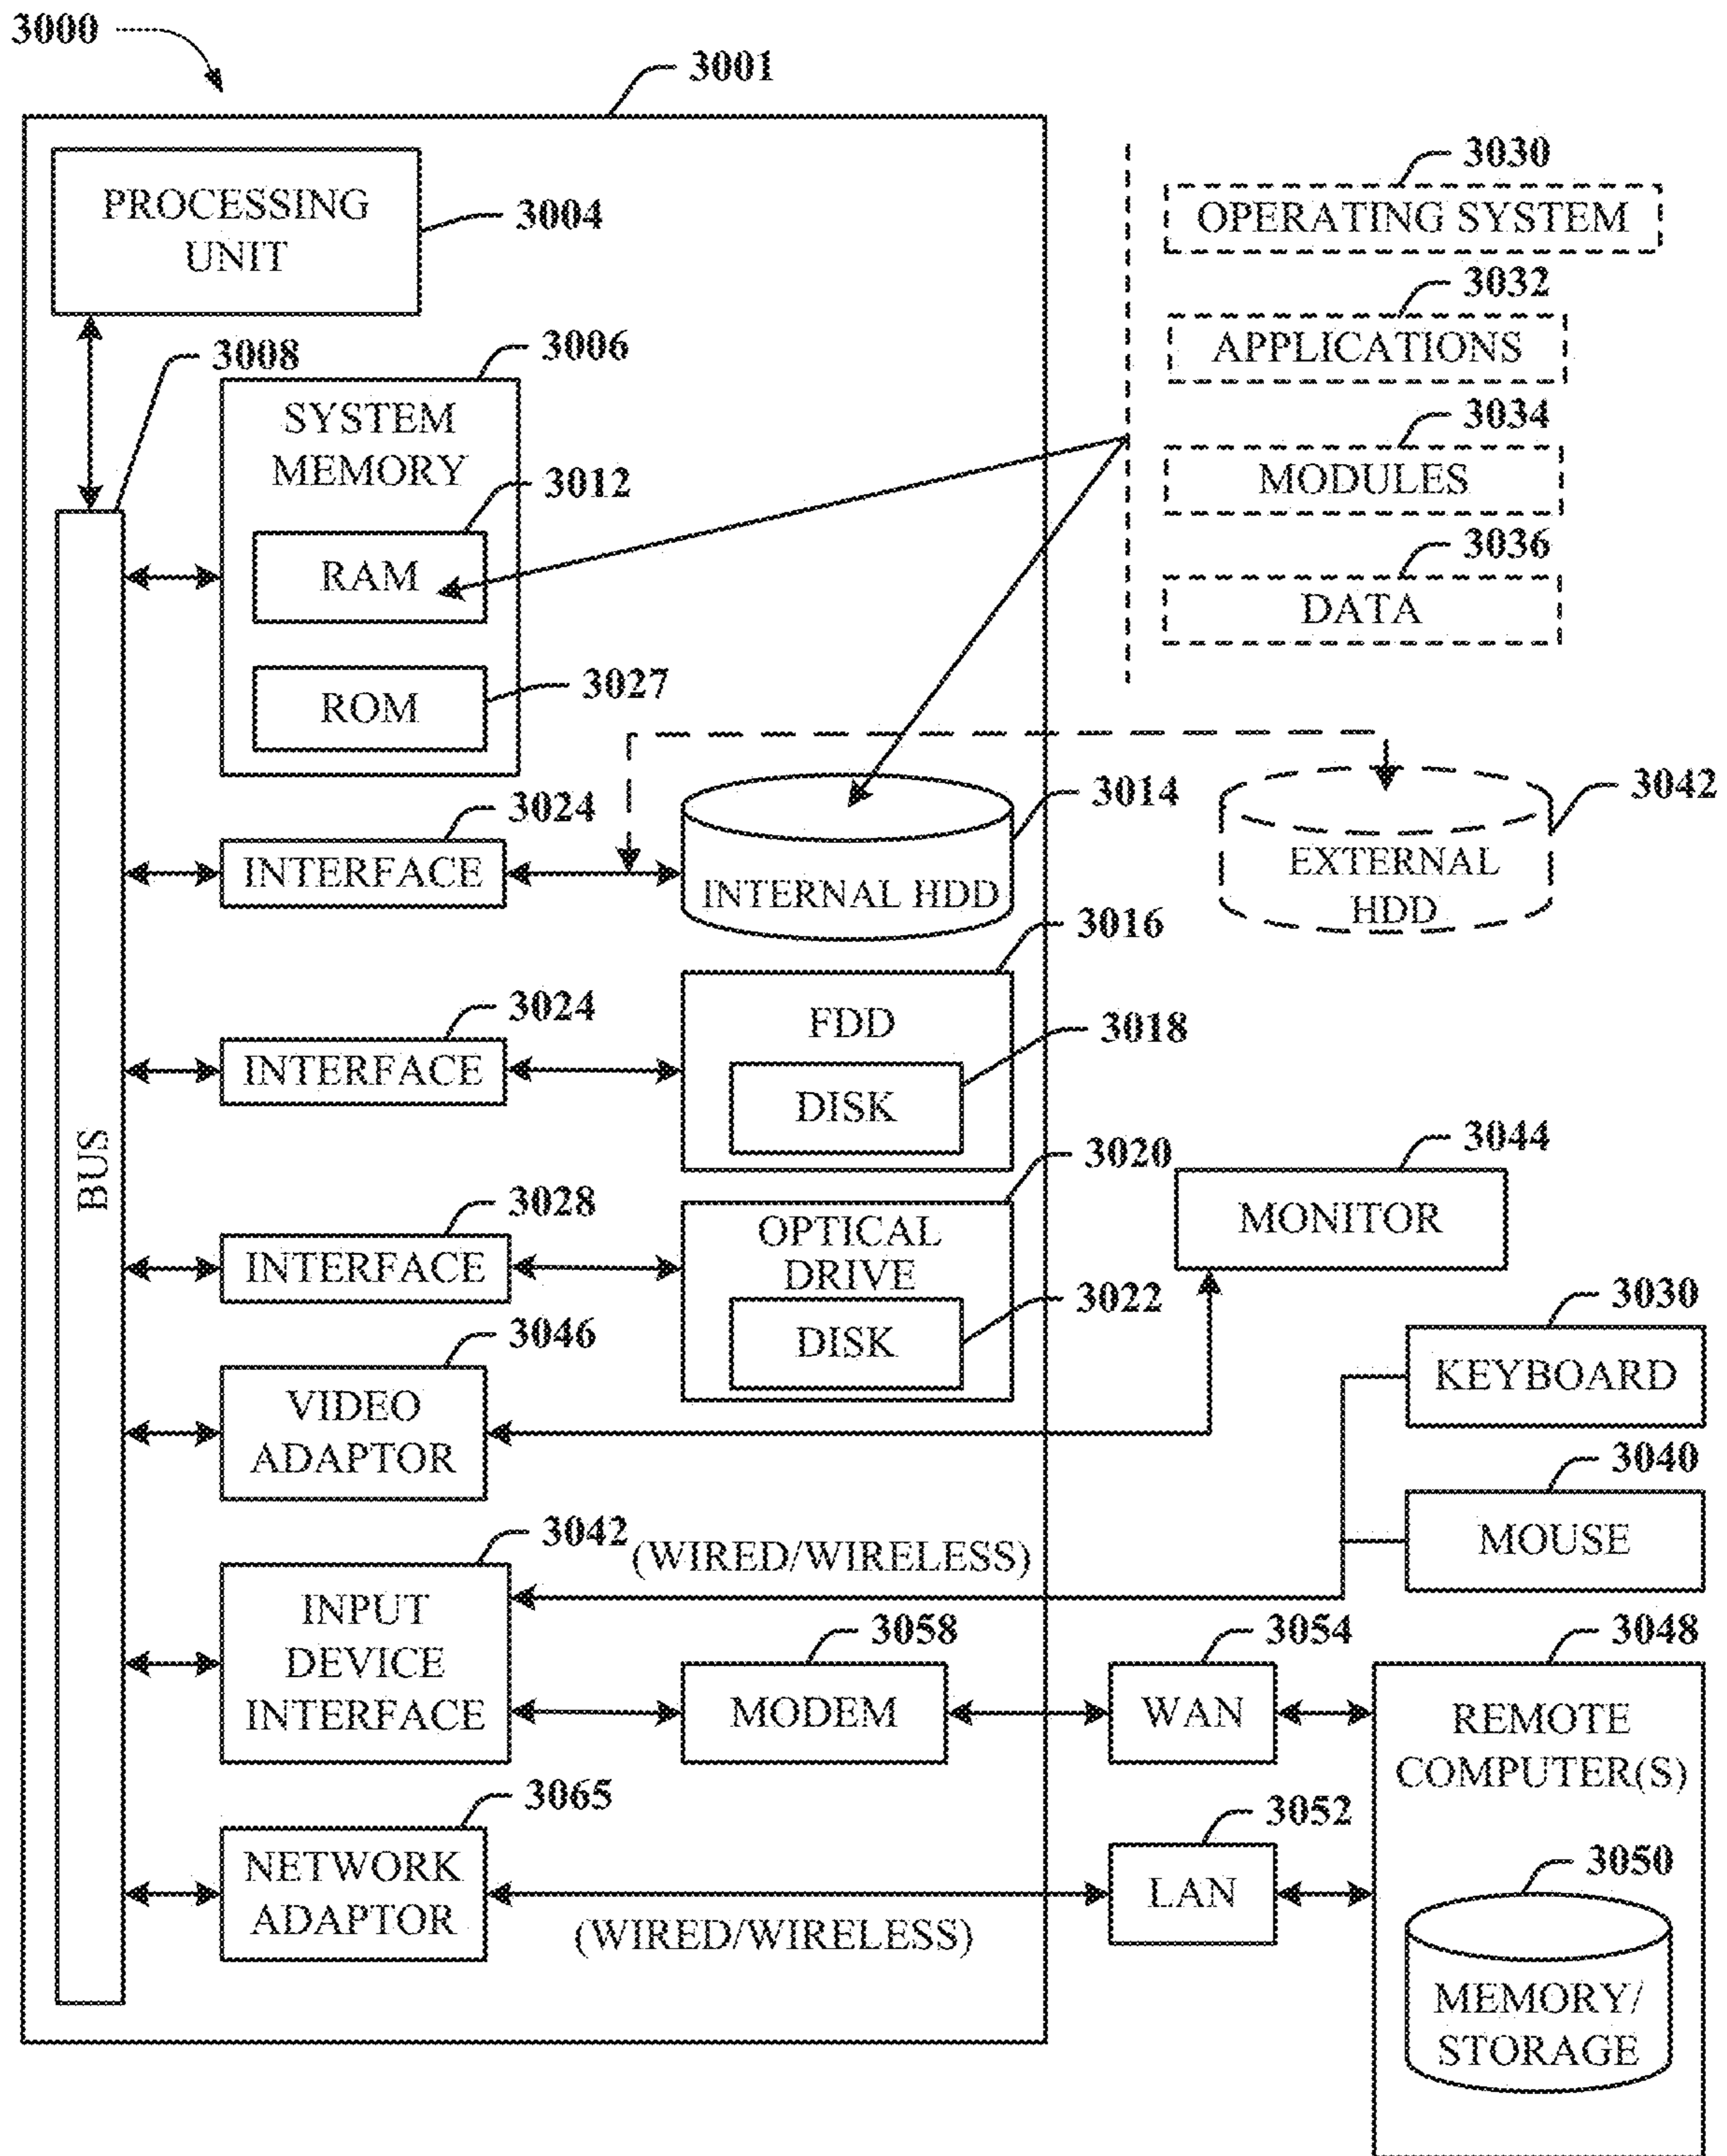 3000
3001
PROCESSING
UNIT
3004
3030
OPERATING SYSTEM
3032
APPLICATIONS
3034
MODULES
3036
DATA
3008
3006
SYSTEM
MEMORY
3012
RAM
3027
ROM
BUS
3024
INTERFACE
3014
INTERNAL HDD
3042
EXTERNAL
HDD
3024
INTERFACE
3016
FDD
3018
DISK
3028
INTERFACE
3020
OPTICAL
DRIVE
3022
DISK
3044
MONITOR
3046
VIDEO
ADAPTOR
3030
KEYBOARD
3040
MOUSE
3042
(WIRED/WIRELESS)
INPUT
DEVICE
INTERFACE
3058
MODEM
3054
WAN
3048
REMOTE
COMPUTER(S)
3065
NETWORK
ADAPTOR
(WIRED/WIRELESS)
3052
LAN
3050
MEMORY/
STORAGE